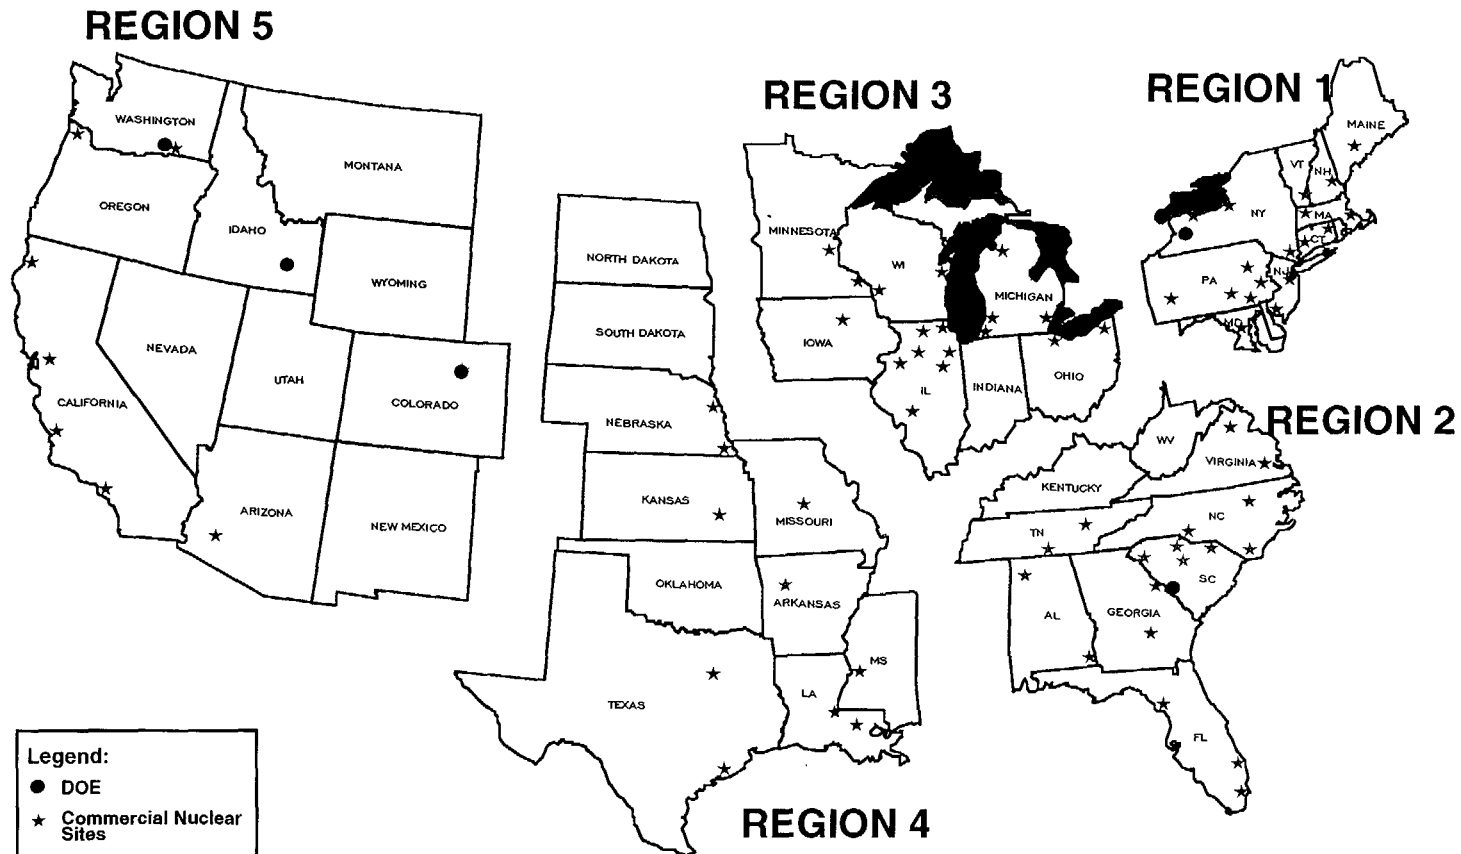 REGION 5
WASHINGTON
MONTANA
OREGON
IDAHO
WYOMING
NEVADA
UTAH
COLORADO
CALIFORNIA
ARIZONA
NEW MEXICO
REGION 3
MINNESOTA
WI
MICHIGAN
IOWA
IL
INDIANA
OHIO
REGION 1
MAINE
VT
NH
NY
MA
CT
PA
NJ
MD
REGION 2
WV
VIRGINIA
KENTUCKY
NC
TN
SC
AL
GEORGIA
FL
NORTH DAKOTA
SOUTH DAKOTA
NEBRASKA
KANSAS
MISSOURI
OKLAHOMA
ARKANSAS
MS
LA
TEXAS
REGION 4
Legend:
DOE
Commercial Nuclear
Sites